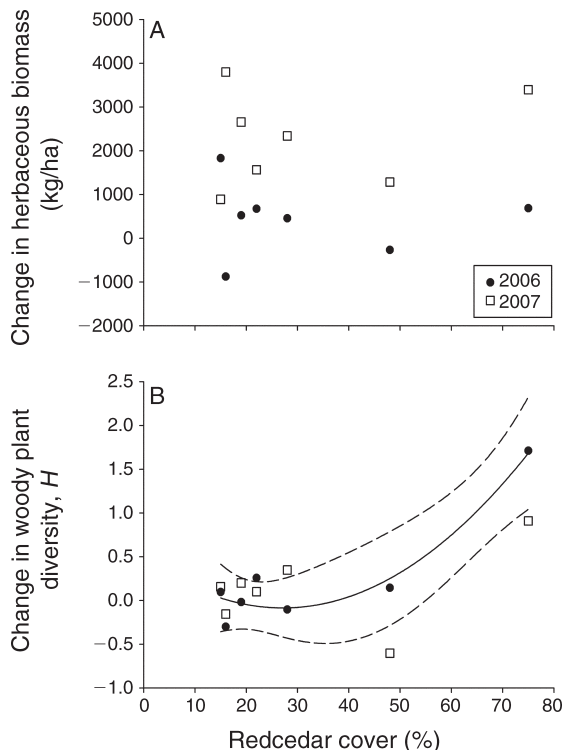 A
5000
4000
3000
2000
1000
0
−1000
−2000
Change in herbaceous biomass
(kg/ha)
2006
2007
B
2.5
2.0
1.5
1.0
0.5
0.0
−0.5
−1.0
Change in woody plant
diversity, H
0 10 20 30 40 50 60 70 80
Redcedar cover (%)